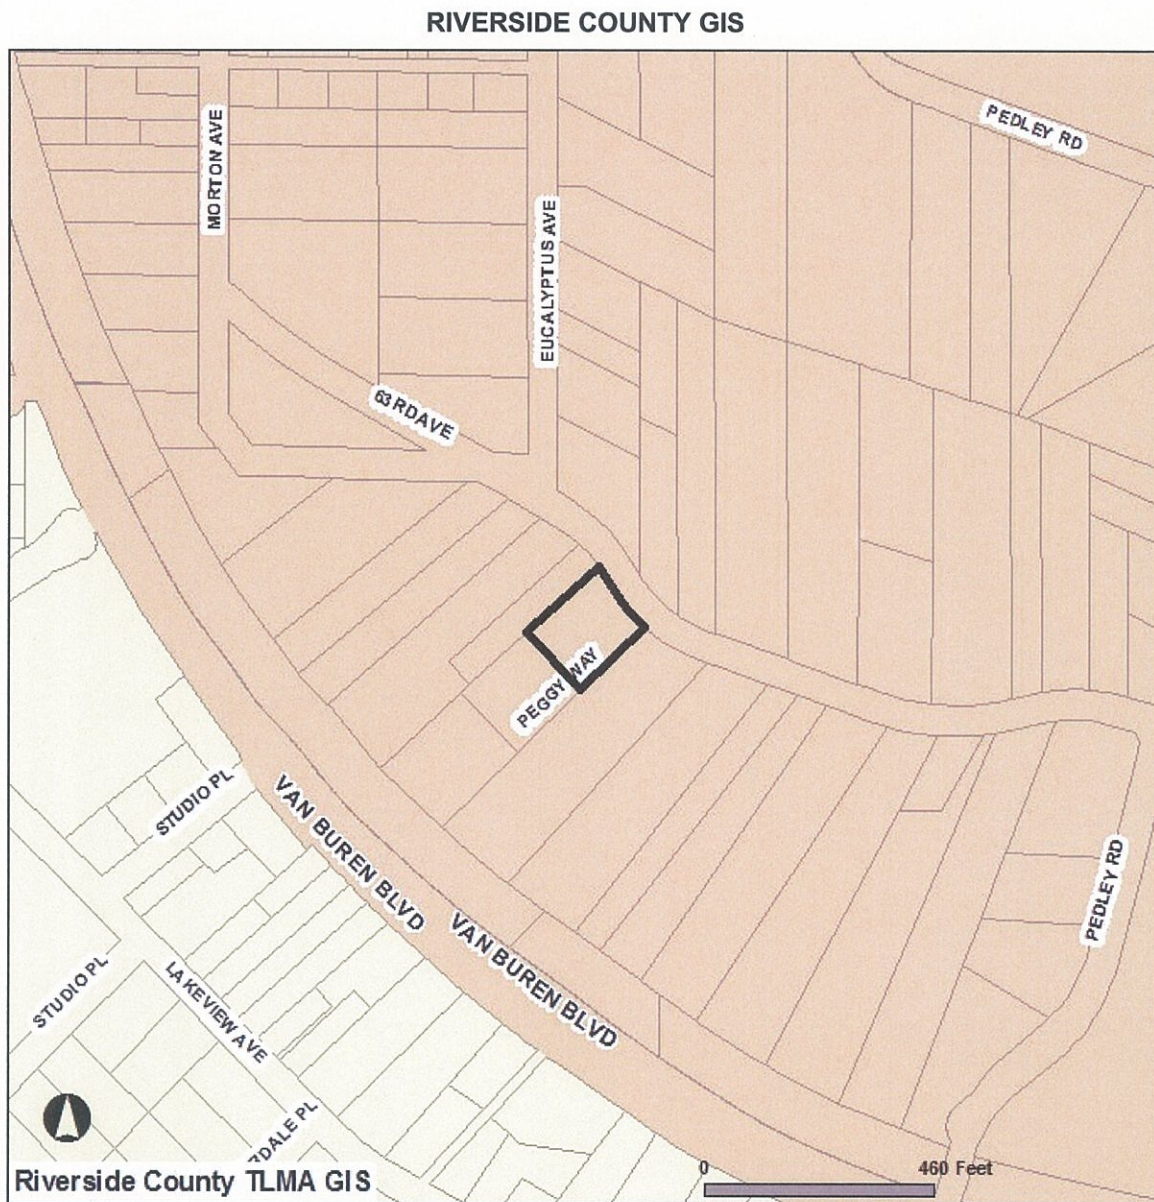 RIVERSIDE COUNTY GIS
PEDLEY RD
MORTON AVE
EUCALYPTUS AVE
63RD AVE
PEGGY WAY
STUDIO PL
VAN BUREN BLVD
PEDLEY RD
VAN BUREN BLVD
STUDIO PL
LAKEVIEW AVE
RDALE PL
0 460 Feet
Riverside County TLMA GIS